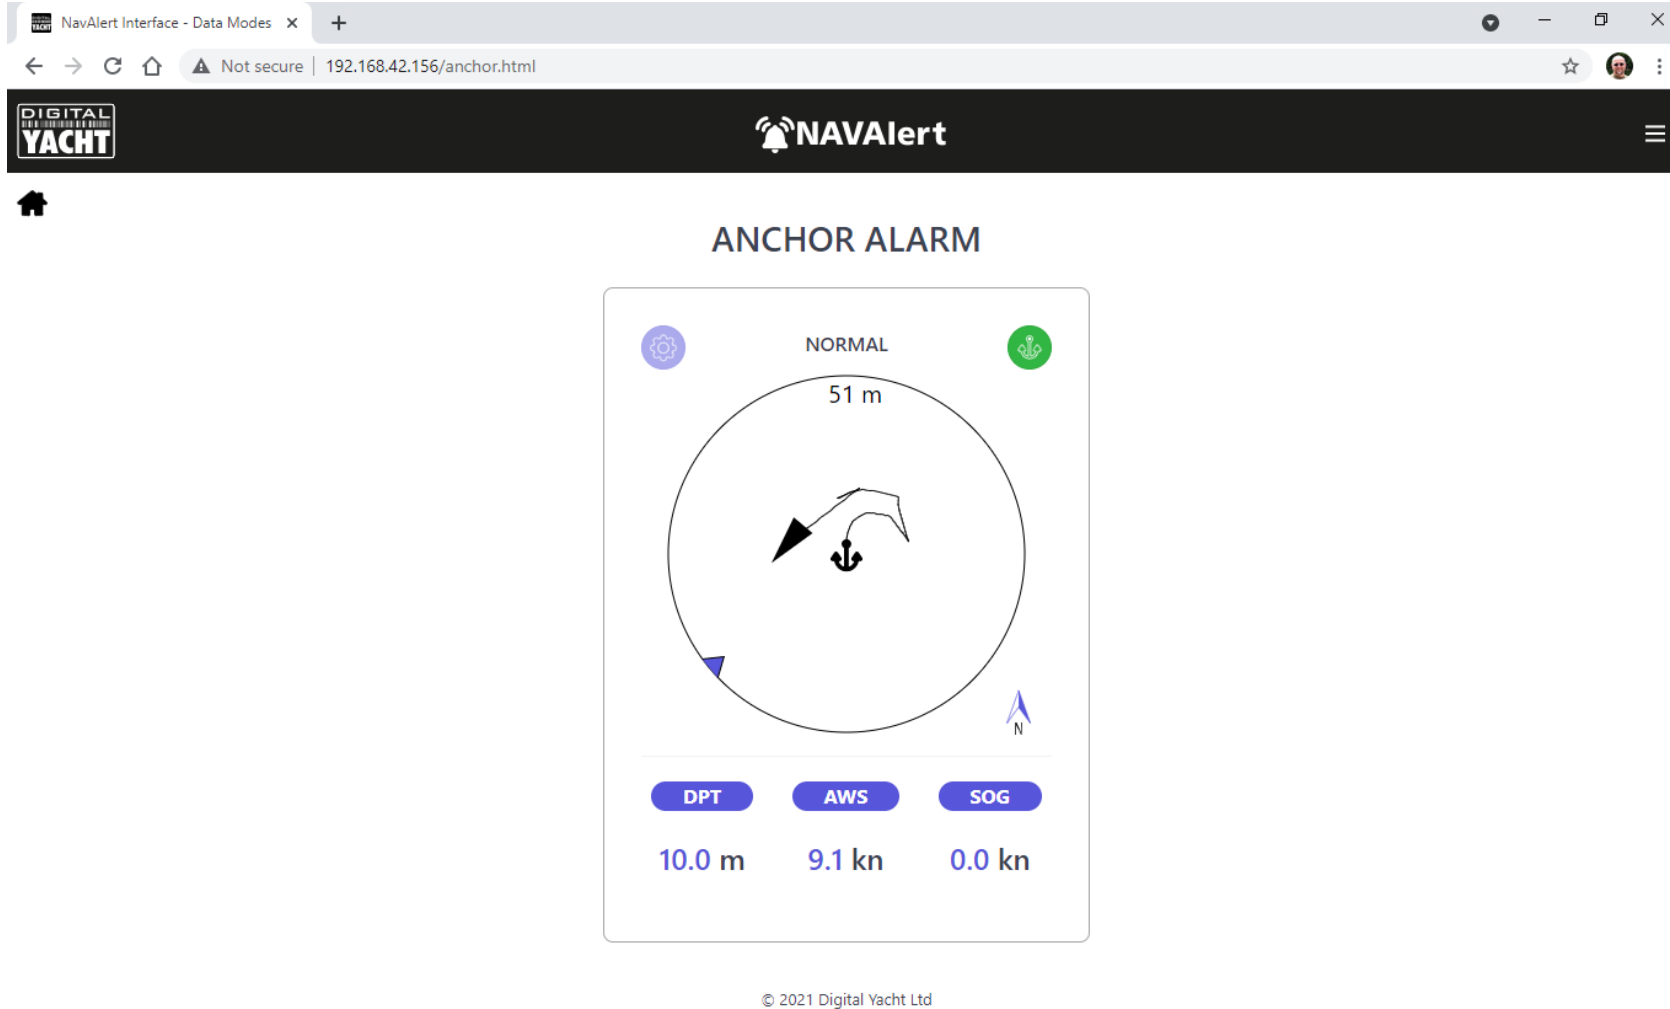 NavAlert Interface - Data Modes
Not secure | 192.168.42.156/anchor.html
DIGITAL
YACHT
NAVAlert
ANCHOR ALARM
NORMAL
51 m
N
DPT AWS SOG
10.0 m 9.1 kn 0.0 kn
© 2021 Digital Yacht Ltd